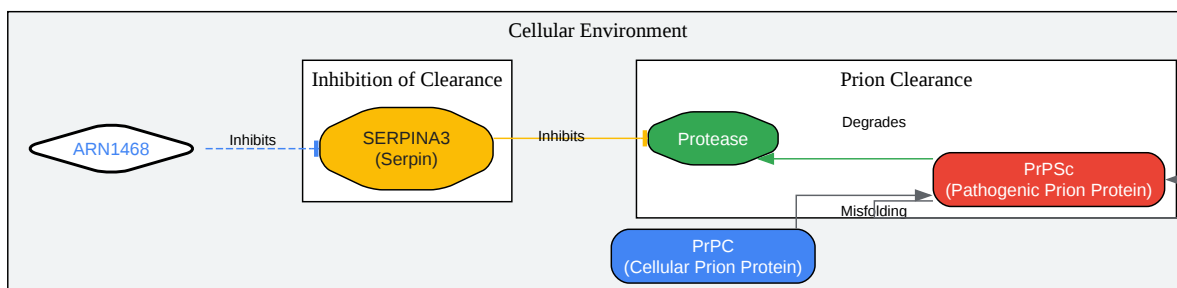 Cellular Environment
Inhibition of Clearance
Prion Clearance
ARN1468
Inhibits
SERPINA3
(Serpin)
Inhibits
Protease
Degrades
PrPSc
(Pathogenic Prion Protein)
Misfolding
PrPC
(Cellular Prion Protein)